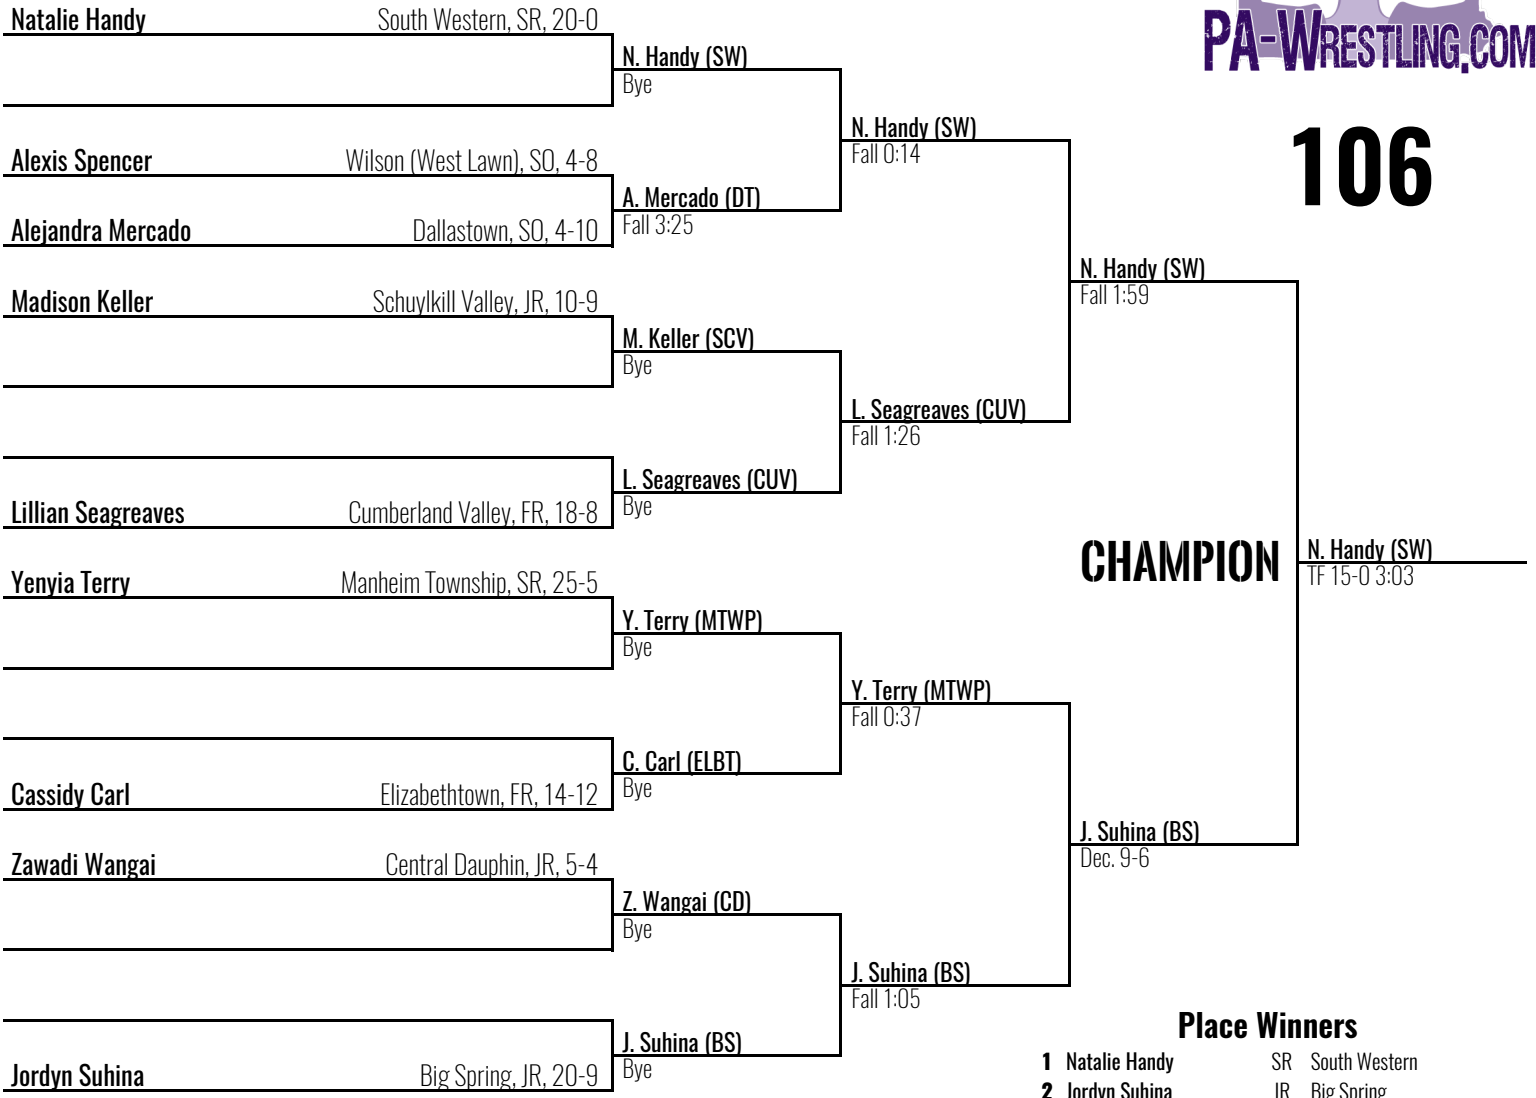 PA-WRESTLING.COM
106
Natalie Handy South Western, SR, 20-0
N. Handy (SW)
Bye
N. Handy (SW)
Fall 0:14
Alexis Spencer Wilson (West Lawn), SO, 4-8
A. Mercado (DT)
Fall 3:25
Alejandra Mercado Dallastown, SO, 4-10
N. Handy (SW)
Fall 1:59
Madison Keller Schuylkill Valley, JR, 10-9
M. Keller (SCV)
Bye
L. Seagreaves (CUV)
Fall 1:26
L. Seagreaves (CUV)
Bye
Lillian Seagreaves Cumberland Valley, FR, 18-8
CHAMPION
N. Handy (SW)
TF 15-0 3:03
Yenyia Terry Manheim Township, SR, 25-5
Y. Terry (MTWP)
Bye
Y. Terry (MTWP)
Fall 0:37
C. Carl (ELBT)
Bye
Cassidy Carl Elizabethtown, FR, 14-12
J. Suhina (BS)
Dec. 9-6
Zawadi Wangai Central Dauphin, JR, 5-4
Z. Wangai (CD)
Bye
J. Suhina (BS)
Fall 1:05
J. Suhina (BS)
Bye
Jordyn Suhina Big Spring, JR, 20-9
Place Winners
1 Natalie Handy SR South Western
2 Jordyn Suhina JR Big Spring